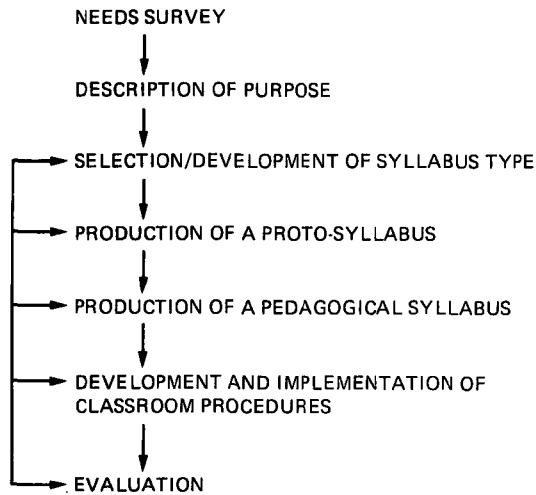 NEEDS SURVEY
DESCRIPTION OF PURPOSE
SELECTION/DEVELOPMENT OF SYLLABUS TYPE
PRODUCTION OF A PROTO-SYLLABUS
PRODUCTION OF A PEDAGOGICAL SYLLABUS
DEVELOPMENT AND IMPLEMENTATION OF
CLASSROOM PROCEDURES
EVALUATION